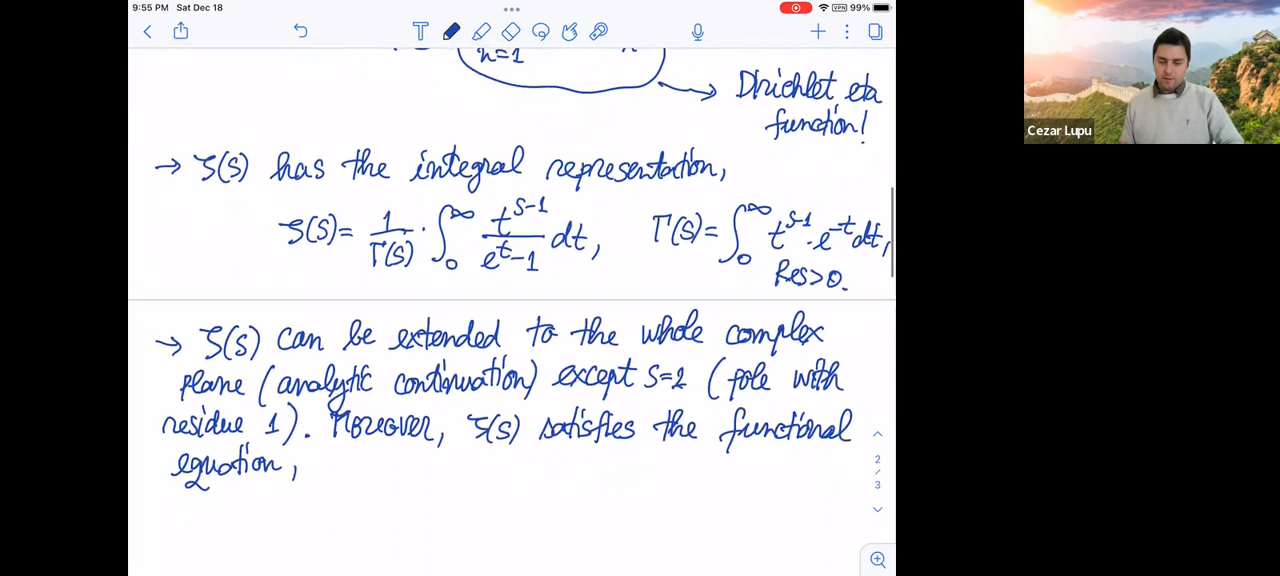 9:55 PM Sat Dec 18
VPN 99%
n=1
Dirichlet eta
function!
Cezar Lupu
→ ζ(s) has the integral representation,
ζ(s) = 1/Γ(s) · ∫₀^∞ t^{s-1}/(e^t-1) dt, Γ(s) = ∫₀^∞ t^{s-1} · e^{-t} dt,
Res>0.
→ ζ(s) can be extended to the whole complex
plane (analytic continuation) except s=2 (pole with
residue 1). Moreover, ζ(s) satisfies the functional
equation,
2
/
3